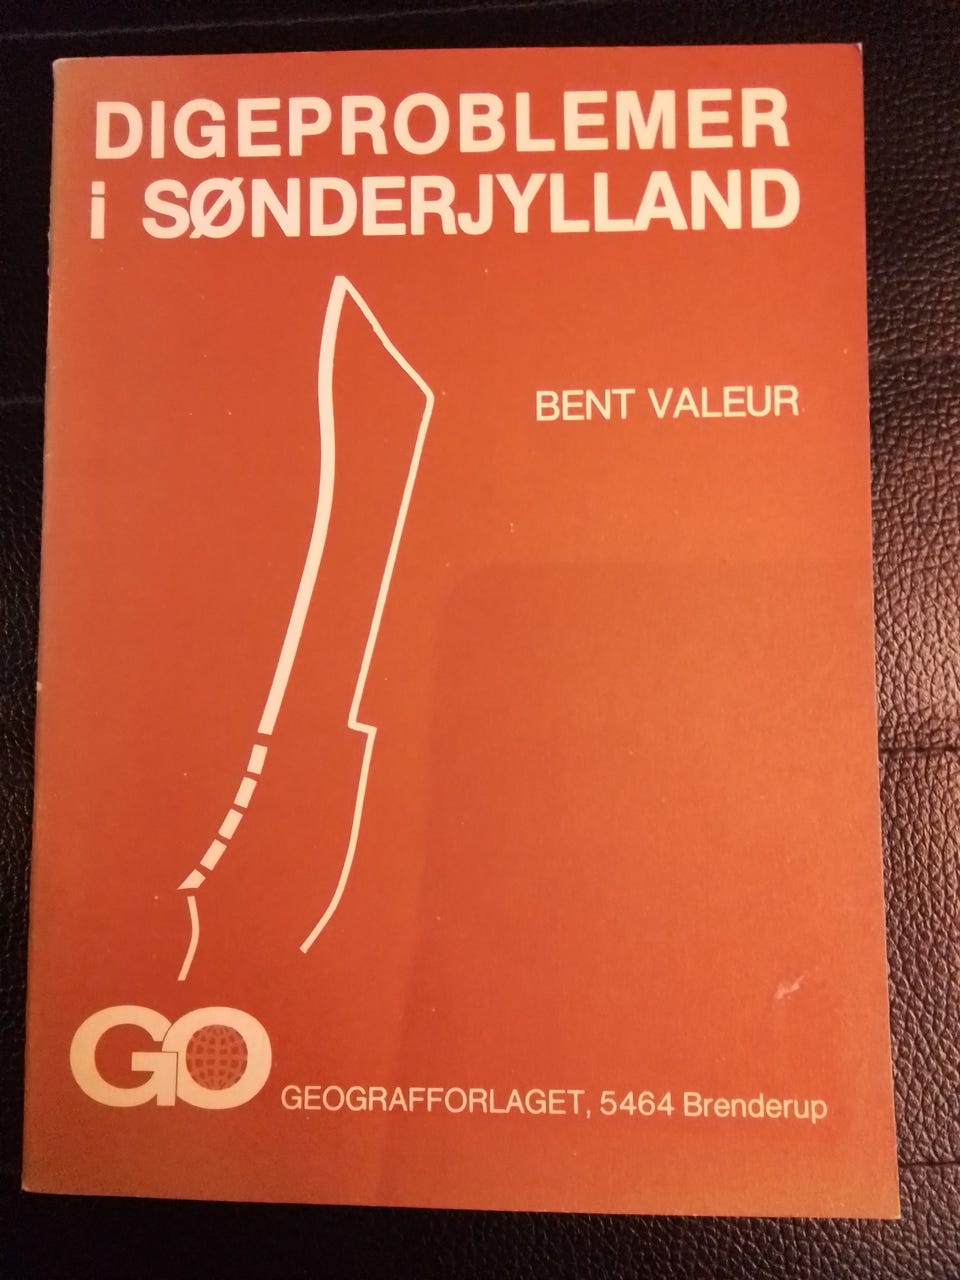 DIGEPROBLEMER
i SØNDERJYLLAND
BENT VALEUR
GO
GEOGRAFFORLAGET, 5464 Brenderup